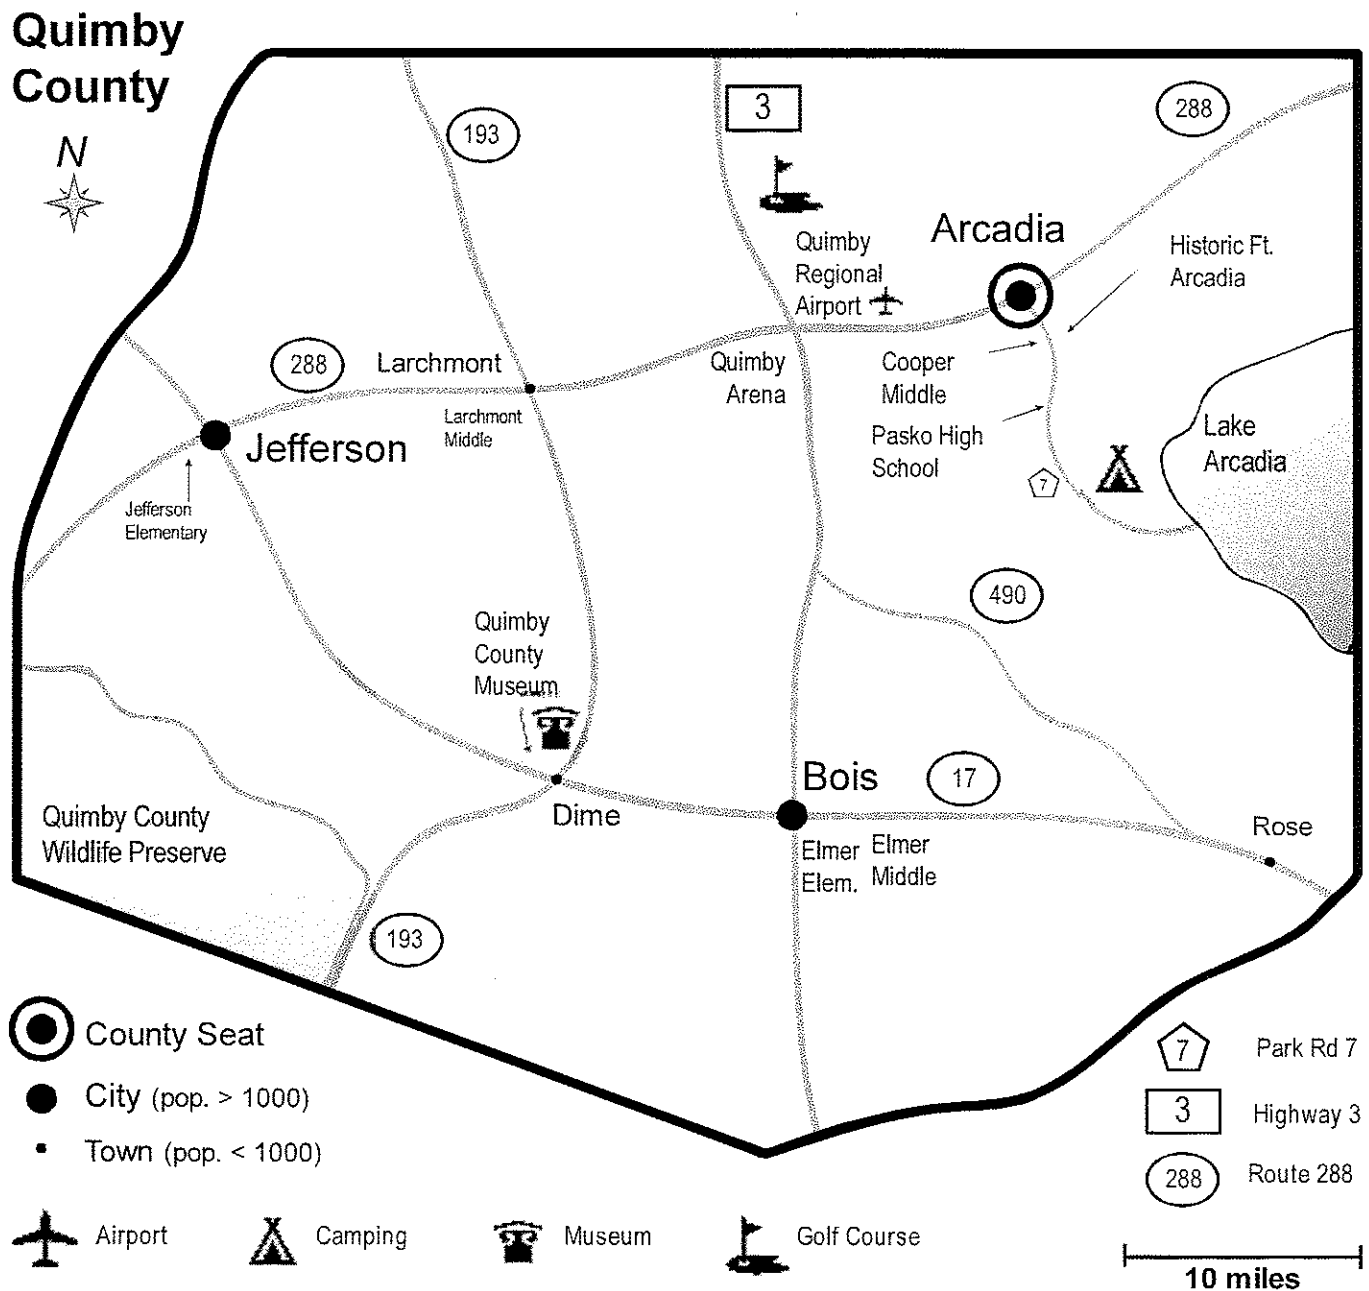 Quimby
County
N
193
3
288
Arcadia
Quimby
Regional
Airport
Historic Ft.
Arcadia
288
Larchmont
Quimby
Arena
Cooper
Middle
Larchmont
Middle
Jefferson
Pasko High
School
Lake
Arcadia
7
Jefferson
Elementary
490
Quimby
County
Museum
Bois
17
Dime
Rose
Quimby County
Wildlife Preserve
Elmer
Elem.
Elmer
Middle
193
County Seat
City (pop. > 1000)
Town (pop. < 1000)
7 Park Rd 7
3 Highway 3
288 Route 288
Airport
Camping
Museum
Golf Course
10 miles